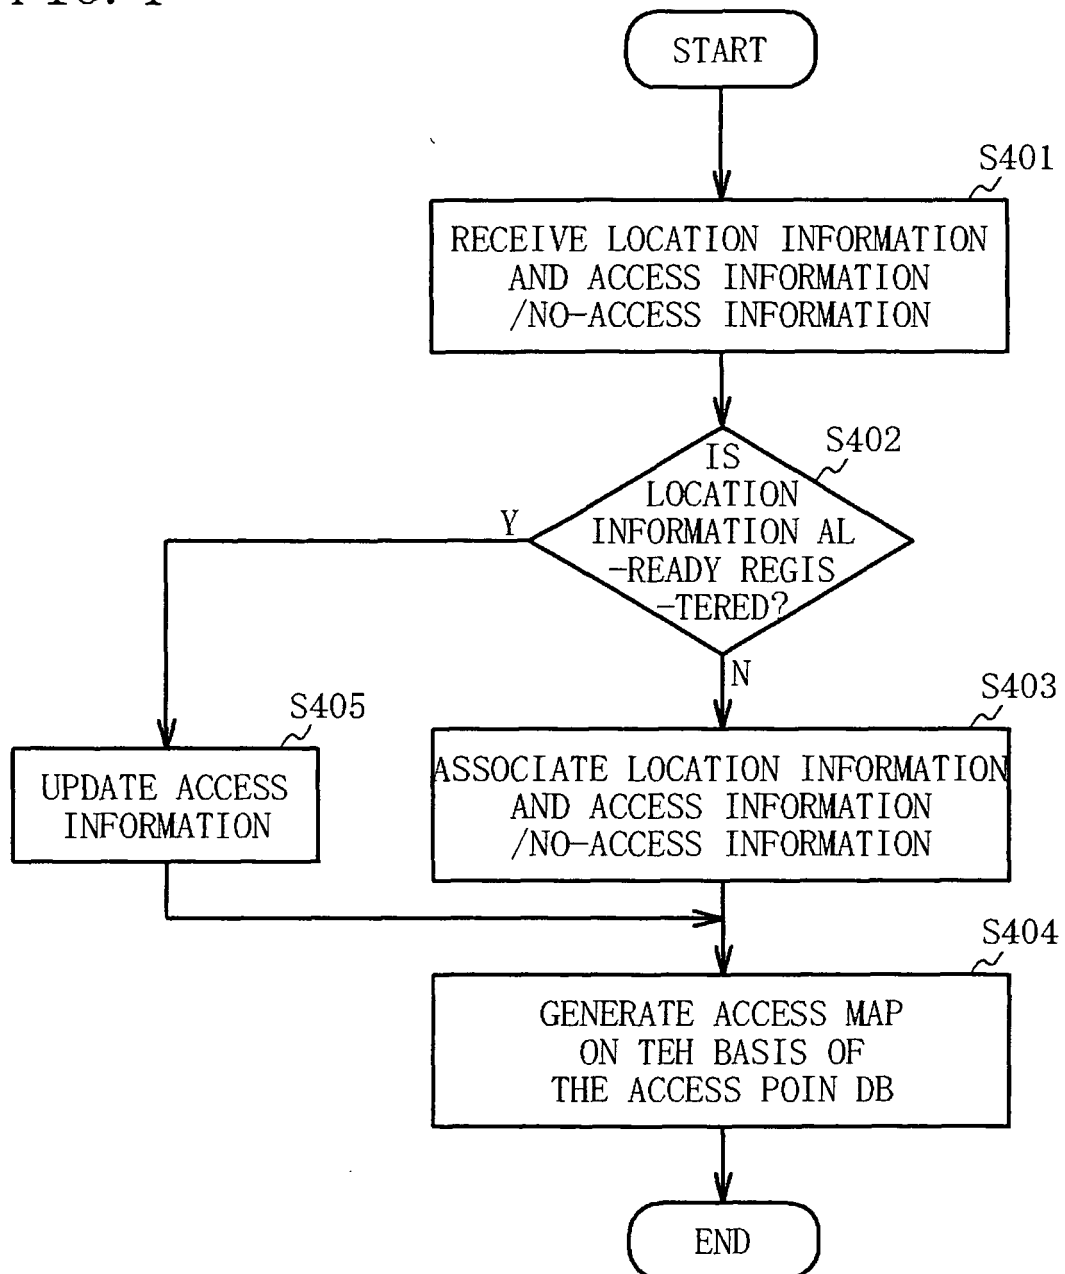 START
S401
RECEIVE LOCATION INFORMATION
AND ACCESS INFORMATION
/NO-ACCESS INFORMATION
S402
IS
LOCATION
INFORMATION AL
-READY REGIS
-TERED?
Y
N
S405
UPDATE ACCESS
INFORMATION
S403
ASSOCIATE LOCATION INFORMATION
AND ACCESS INFORMATION
/NO-ACCESS INFORMATION
S404
GENERATE ACCESS MAP
ON TEH BASIS OF
THE ACCESS POIN DB
END